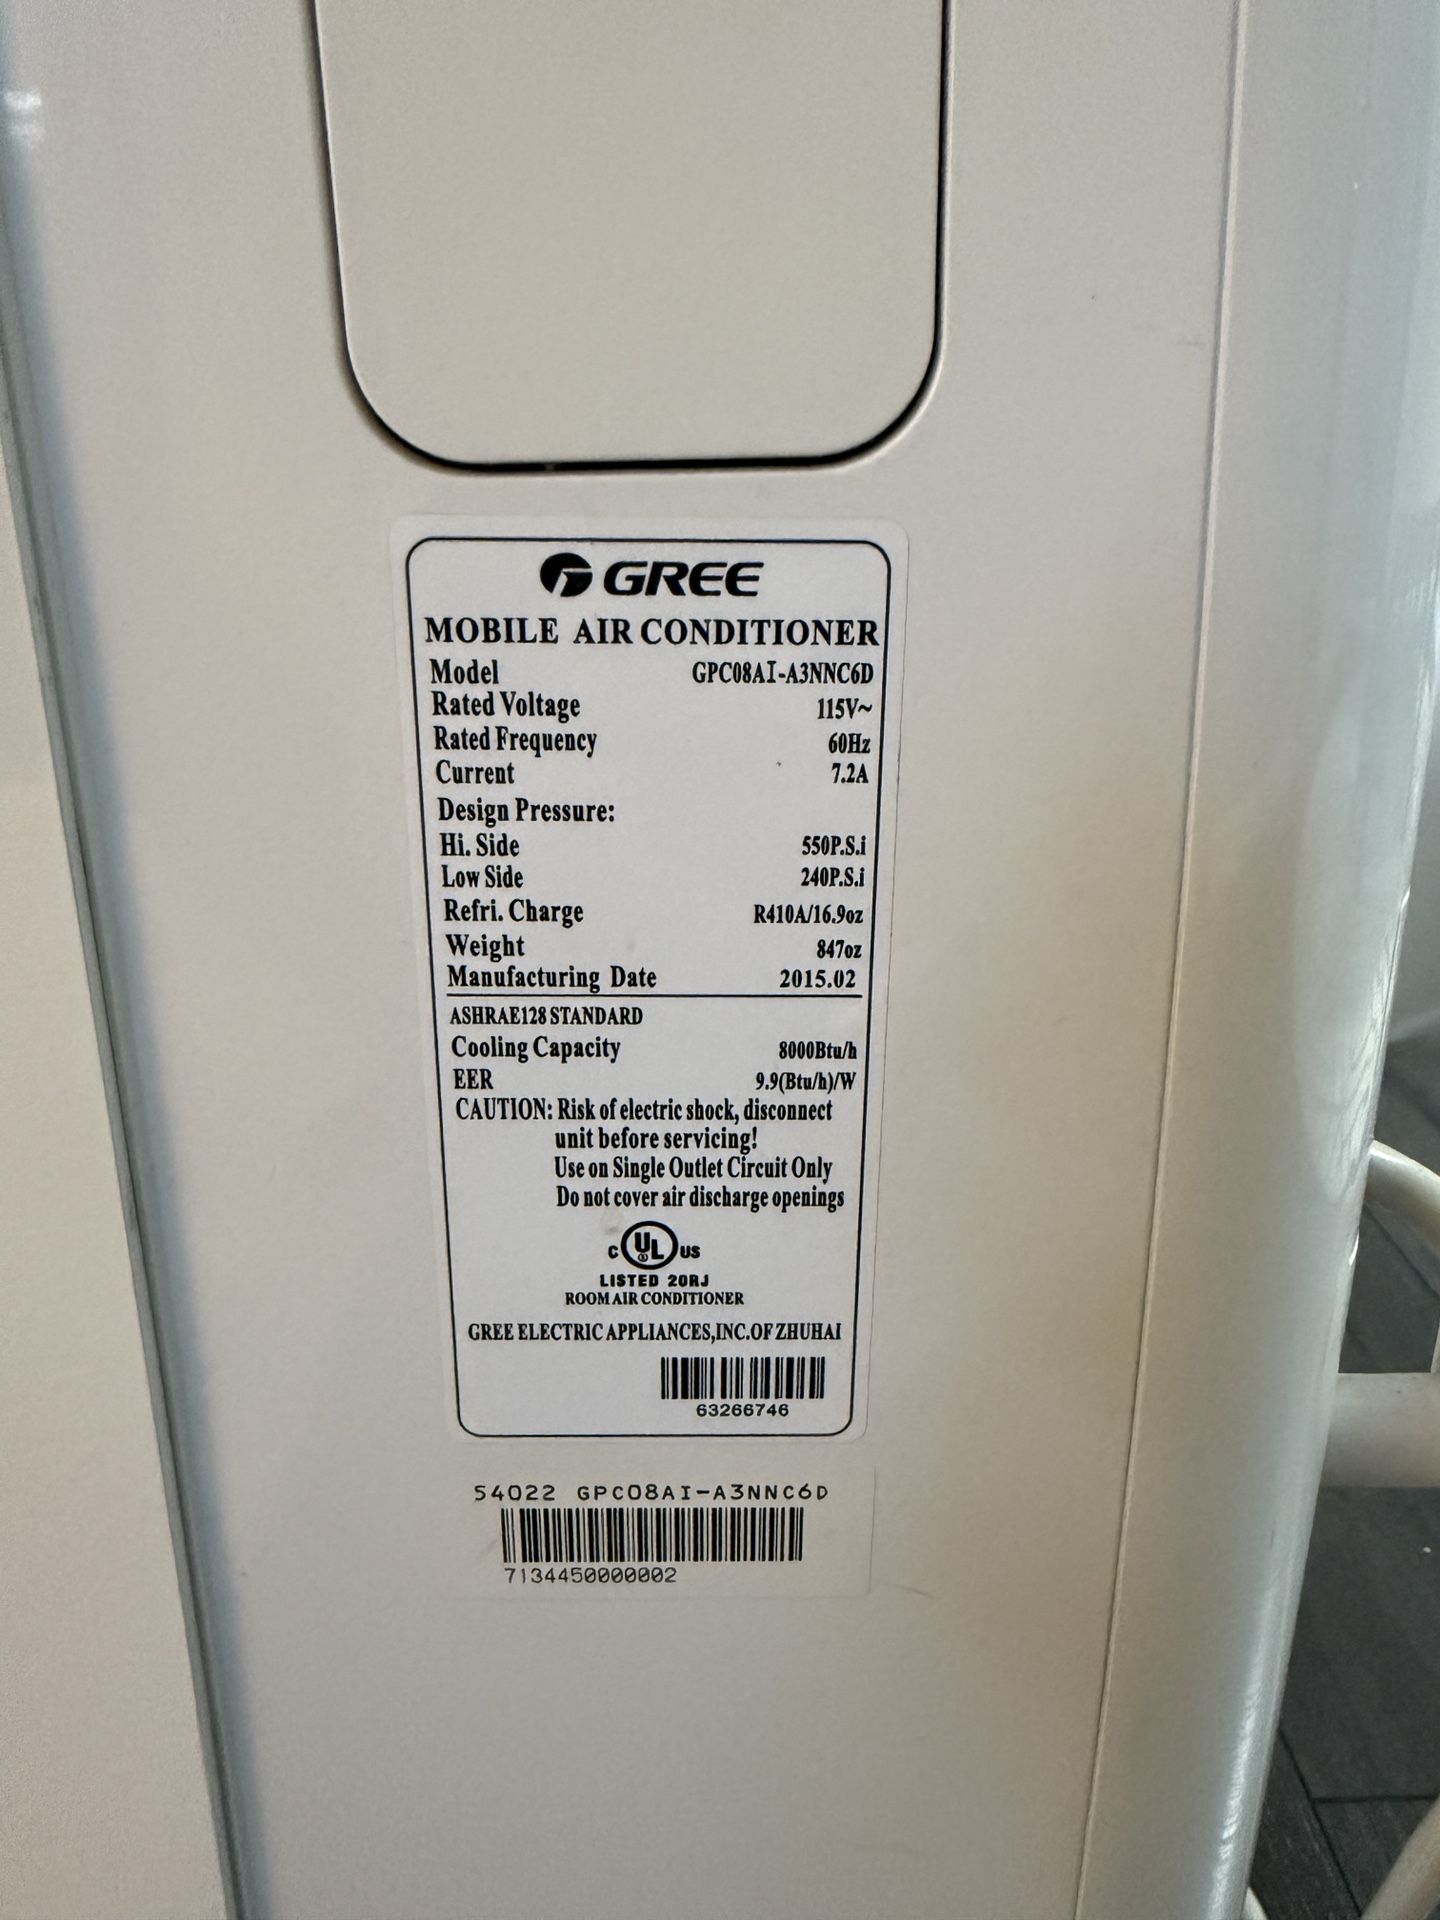 GREE
MOBILE AIR CONDITIONER
Model GPC08AI-A3NNC6D
Rated Voltage 115V~
Rated Frequency 60Hz
Current 7.2A
Design Pressure:
Hi. Side 550P.S.i
Low Side 240P.S.i
Refri. Charge R410A/16.9oz
Weight 847oz
Manufacturing Date 2015.02
ASHRAE128 STANDARD
Cooling Capacity 8000Btu/h
EER 9.9(Btu/h)/W
CAUTION: Risk of electric shock, disconnect
unit before servicing!
Use on Single Outlet Circuit Only
Do not cover air discharge openings
C UL US
LISTED 20RJ
ROOM AIR CONDITIONER
GREE ELECTRIC APPLIANCES,INC.OF ZHUHAI
63266746
54022 GPC08AI-A3NNC6D
7134450000002